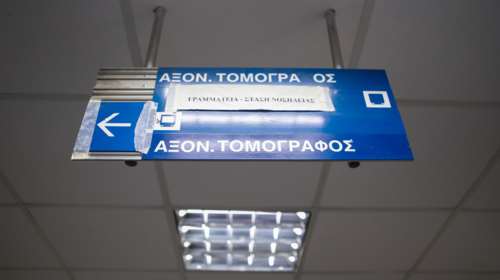 ΑΞΟΝ. ΤΟΜΟΓΡΑ ΟΣ
ΓΡΑΜΜΑΤΕΙΑ - ΣΤΑΣΗ ΝΟΣΗΛΕΙΑΣ
ΑΞΟΝ. ΤΟΜΟΓΡΑΦΟΣ